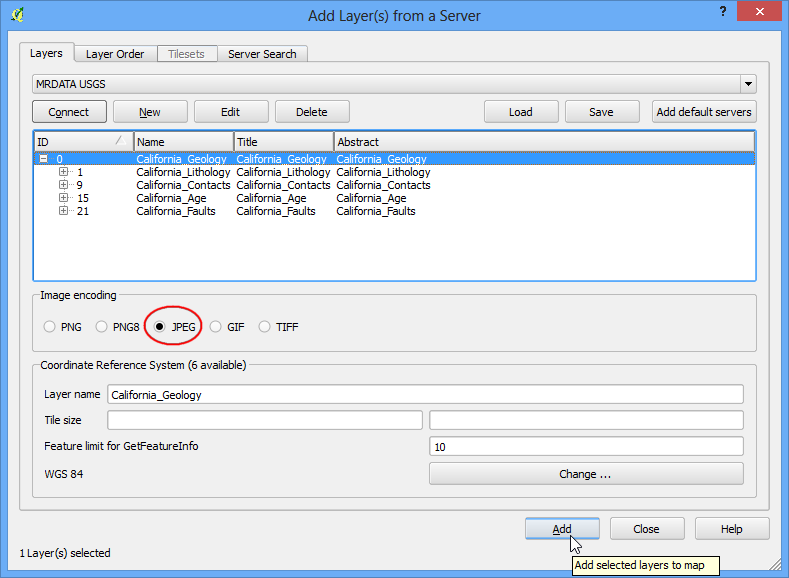 Add Layer(s) from a Server
?
Layers Layer Order Tilesets Server Search
MRDATA USGS
Connect New Edit Delete Load Save Add default servers
ID Name Title Abstract
0 California_Geology California_Geology California_Geology
1 California_Lithology California_Lithology California_Lithology
9 California_Contacts California_Contacts California_Contacts
15 California_Age California_Age California_Age
21 California_Faults California_Faults California_Faults
Image encoding
PNG PNG8 JPEG GIF TIFF
Coordinate Reference System (6 available)
Layer name California_Geology
Tile size
Feature limit for GetFeatureInfo 10
WGS 84 Change ...
Add Close Help
1 Layer(s) selected
Add selected layers to map